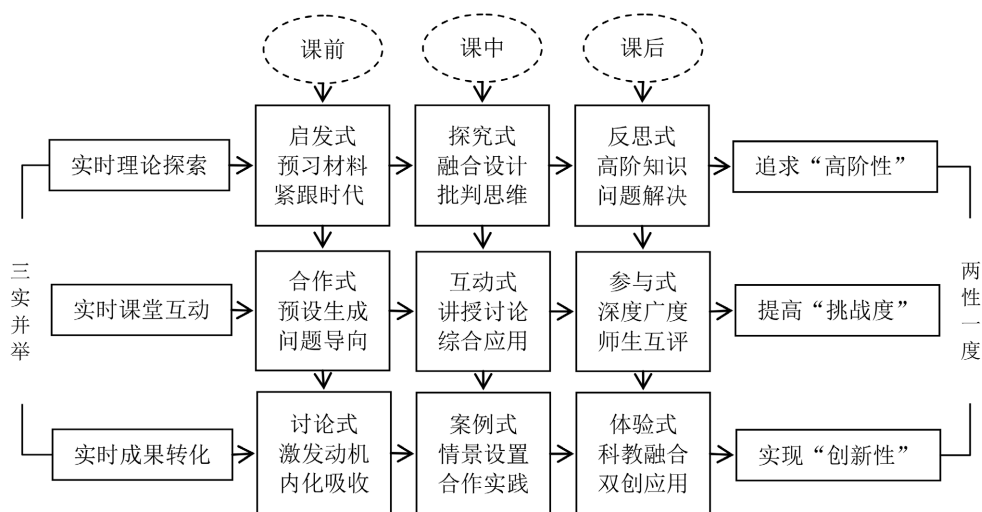 课前
课中
课后
实时理论探索
启发式
预习材料
紧跟时代
探究式
融合设计
批判思维
反思式
高阶知识
问题解决
追求“高阶性”
三实并举
实时课堂互动
合作式
预设生成
问题导向
互动式
讲授讨论
综合应用
参与式
深度广度
师生互评
提高“挑战度”
两性一度
实时成果转化
讨论式
激发动机
内化吸收
案例式
情景设置
合作实践
体验式
科教融合
双创应用
实现“创新性”